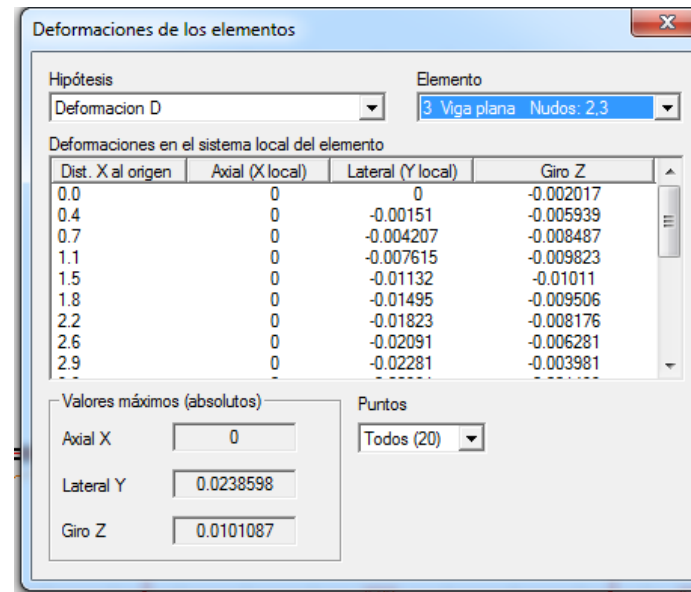 Deformaciones de los elementos
Hipótesis Elemento
Deformacion D 3 Viga plana Nudos: 2,3
Deformaciones en el sistema local del elemento
Dist. X al origen Axial (X local) Lateral (Y local) Giro Z
0.0 0 0 -0.002017
0.4 0 -0.00151 -0.005939
0.7 0 -0.004207 -0.008487
1.1 0 -0.007615 -0.009823
1.5 0 -0.01132 -0.01011
1.8 0 -0.01495 -0.009506
2.2 0 -0.01823 -0.008176
2.6 0 -0.02091 -0.006281
2.9 0 -0.02281 -0.003981
Valores máximos (absolutos) Puntos
Axial X 0 Todos (20)
Lateral Y 0.0238598
Giro Z 0.0101087